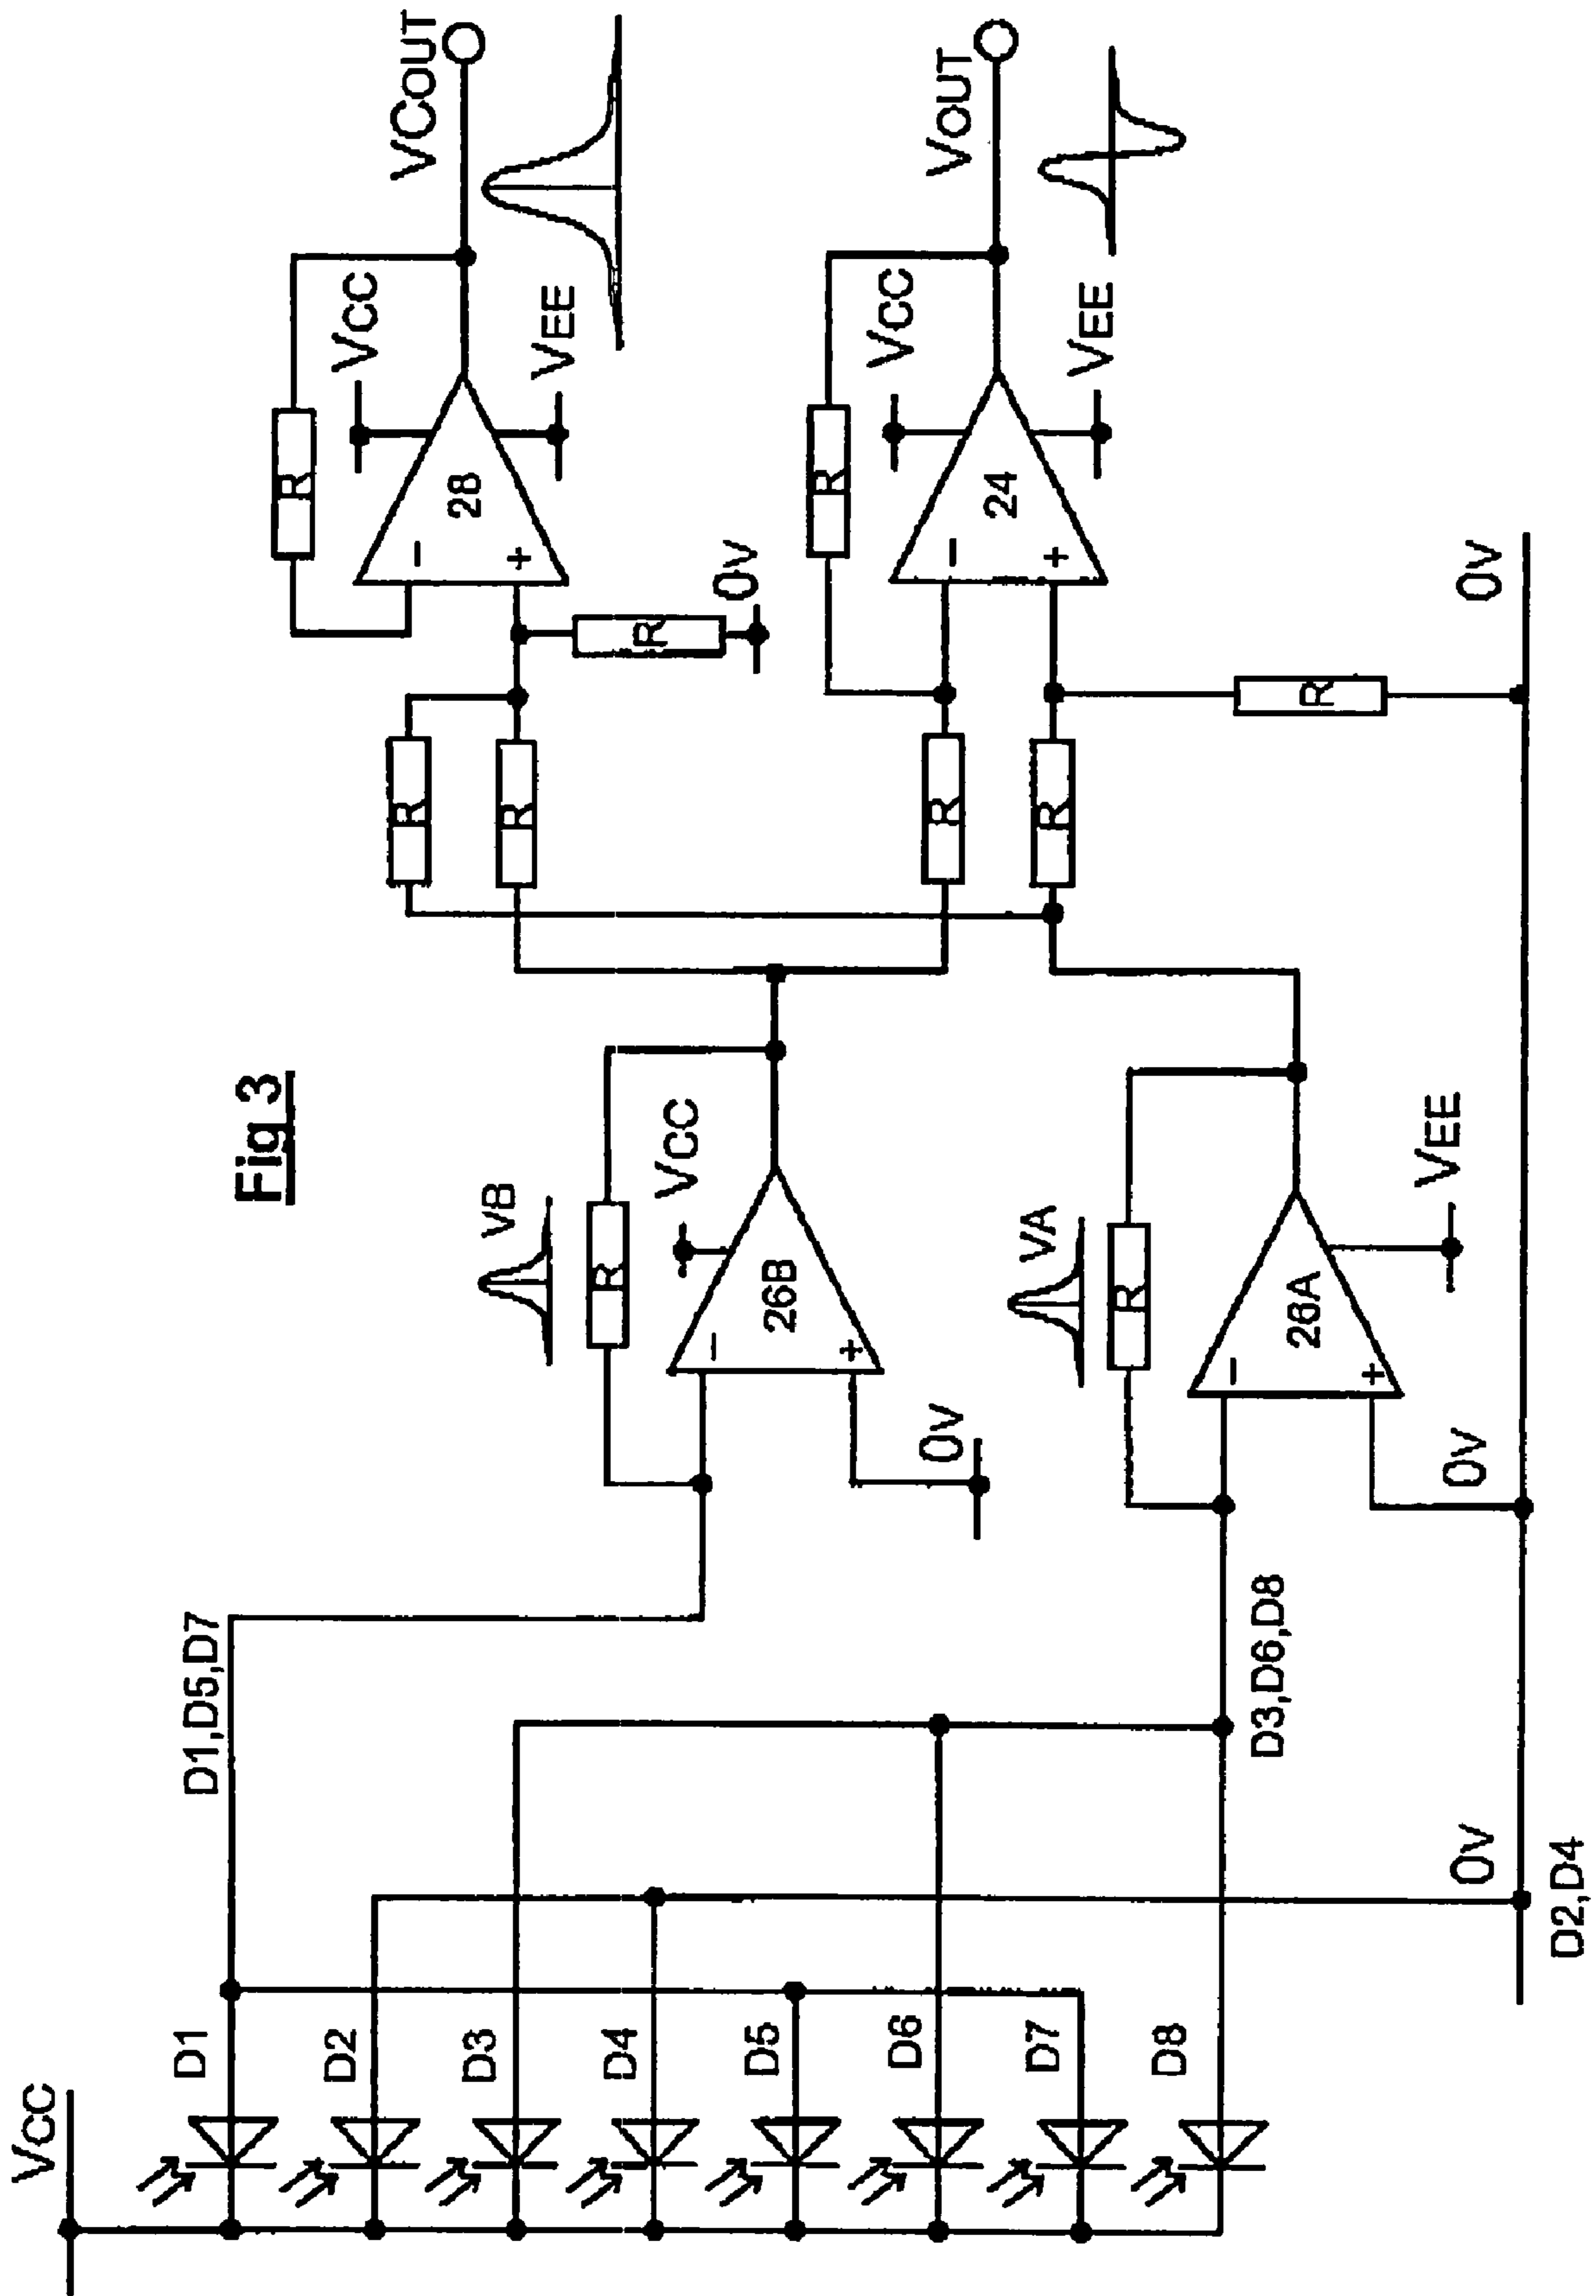 Fig 3
VCC
D1
D2
D3
D4
D5
D6
D7
D8
D1,D5,D7
D3,D6,D8
D2,D4
0V
VB
R
VCC
26B
-
+
0V
VA
R
26A
-
+
VEE
0V
R
R
R
R
R
0V
R
28
-
+
VCC
VEE
VCOUT
R
24
-
+
VCC
VEE
VOUT
R
0V